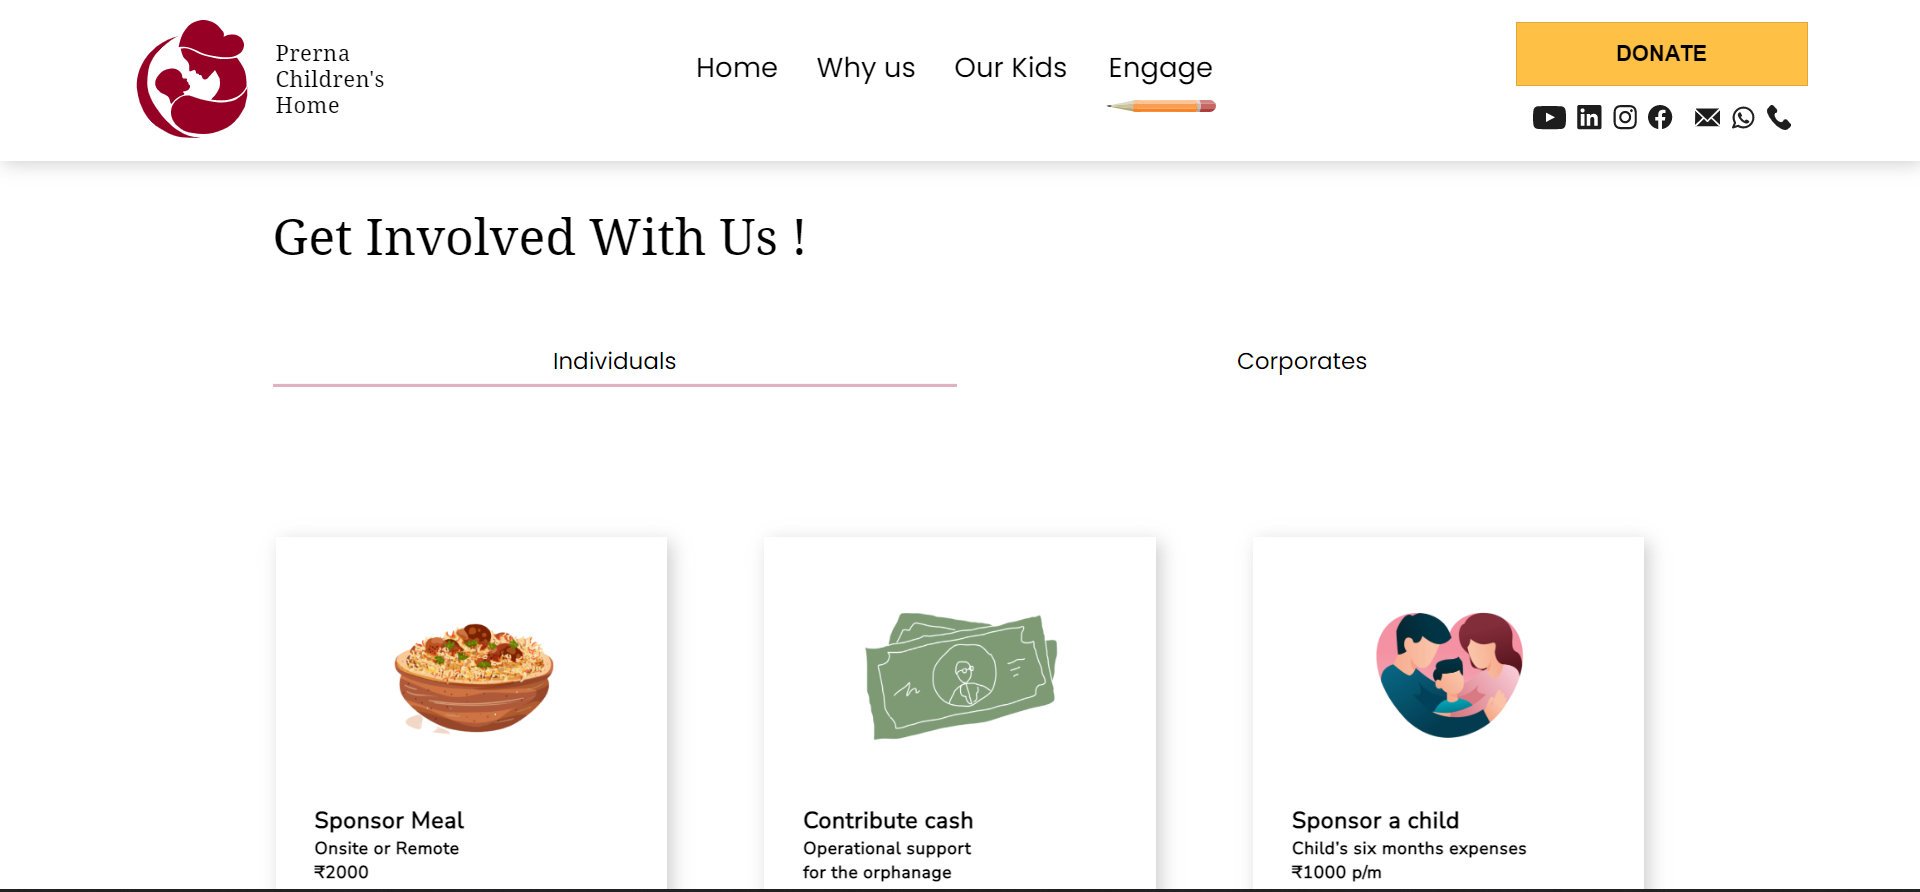 Prerna
Children's
Home
Home
Why us
Our Kids
Engage
DONATE
Get Involved With Us !
Individuals
Corporates
Sponsor Meal
Onsite or Remote
₹2000
Contribute cash
Operational support
for the orphanage
Sponsor a child
Child's six months expenses
₹1000 p/m